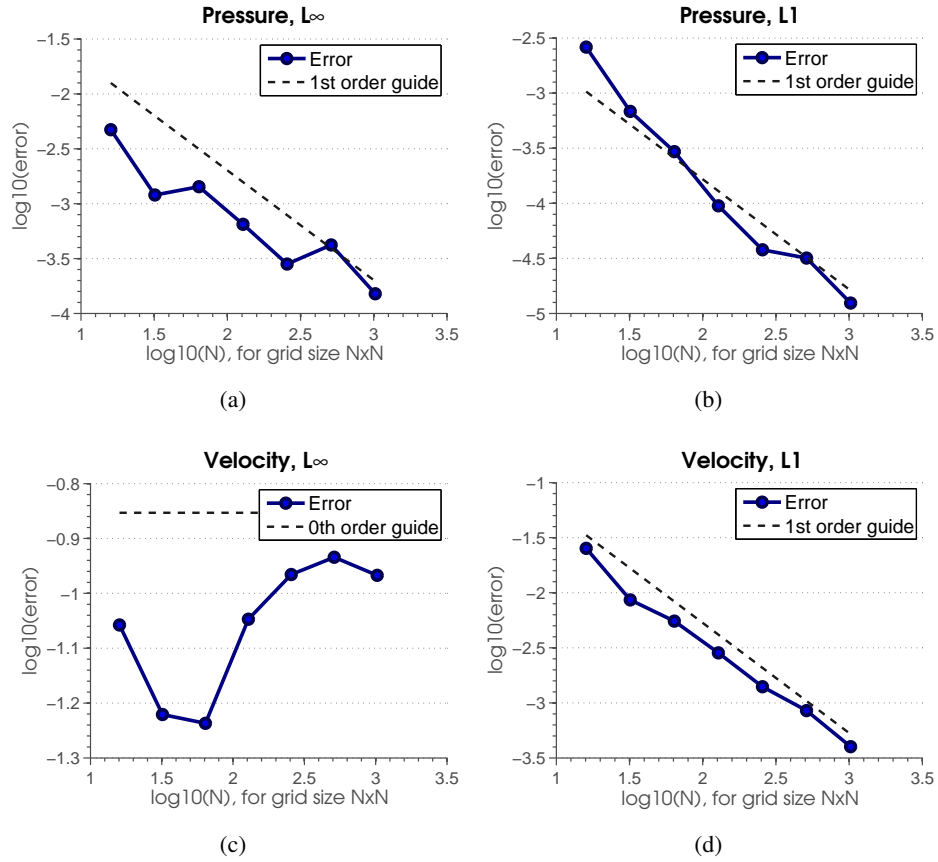 Pressure, L∞
−1.5
−2
−2.5
−3
−3.5
−4
log10(error)
1
1.5
2
2.5
3
3.5
log10(N), for grid size NxN
Error
1st order guide
(a)
Pressure, L1
−2.5
−3
−3.5
−4
−4.5
−5
log10(error)
1
1.5
2
2.5
3
3.5
log10(N), for grid size NxN
Error
1st order guide
(b)
Velocity, L∞
−0.8
−0.9
−1
−1.1
−1.2
−1.3
log10(error)
1
1.5
2
2.5
3
3.5
log10(N), for grid size NxN
Error
0th order guide
(c)
Velocity, L1
−1
−1.5
−2
−2.5
−3
−3.5
log10(error)
1
1.5
2
2.5
3
3.5
log10(N), for grid size NxN
Error
1st order guide
(d)